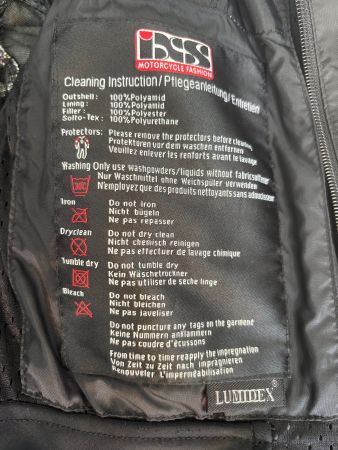 ixs
MOTORCYCLE FASHION
Cleaning Instruction/Pflegeanleitung/Entretien
Outshell: 100%Polyamid
Lining: 100%Polyamid
Filler: 100%Polyester
Solto-Tex: 100%Polyurethane
Protectors: Please remove the protectors before cleaning
Protektoren vor dem waschen entfernen
Veuillez enlever les renforts avant le lavage
Washing Only use washpowders/liquids without fabricsoftner
Nur Waschmittel ohne Weichspüler verwenden
N'employez que des produits nettoyants sans adoudisseur
Iron Do not iron
Nicht bügeln
Ne pas repasser
Dryclean Do not dry clean
Nicht chemisch reinigen
Ne pas effectuer de lavage chimique
Tumble dry Do not tumble dry
Kein Wäschetrockner
Ne pas utiliser de séche linge
Bleach Do not bleach
Nicht bleichen
Ne pas javeliser
Do not puncture any tags on the garment
Keine Nummern anklammern
Ne pas coudre d'écussons
From time to time reapply the impregnation
Von Zeit zu Zeit nach imprägnieren
Renouveler L'imperméabilisation
LUMIDEX